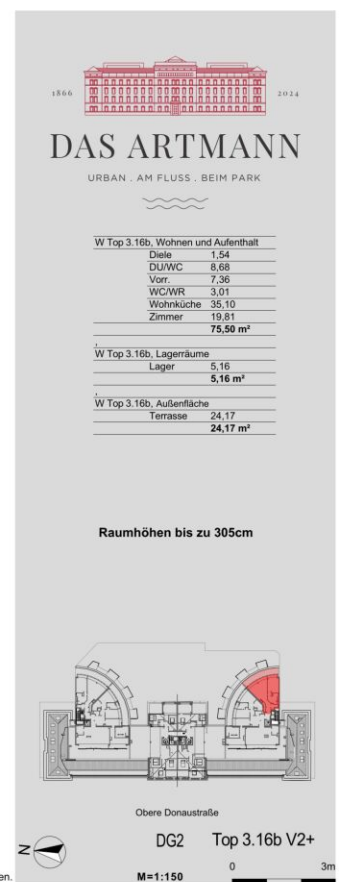 1866 2024
DAS ARTMANN
URBAN . AM FLUSS . BEIM PARK
W Top 3.16b, Wohnen und Aufenthalt
Diele 1,54
DU/WC 8,68
Vorr. 7,36
WC/WR 3,01
Wohnküche 35,10
Zimmer 19,81
75,50 m²
,
W Top 3.16b, Lagerräume
Lager 5,16
5,16 m²
,
W Top 3.16b, Außenfläche
Terrasse 24,17
24,17 m²
Raumhöhen bis zu 305cm
Obere Donaustraße
N
DG2 Top 3.16b V2+
0 3m
en. M=1:150